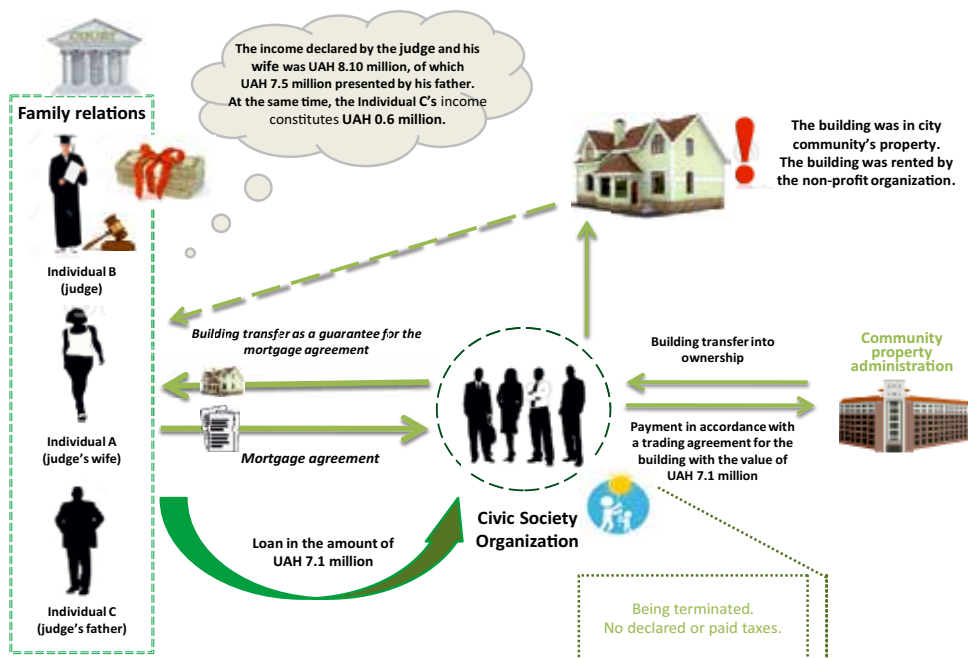 COURT
Family relations
The income declared by the judge and his
wife was UAH 8.10 million, of which
UAH 7.5 million presented by his father.
At the same time, the Individual C's income
constitutes UAH 0.6 million.
The building was in city
community's property.
The building was rented by
the non-profit organization.
Individual B
(judge)
Building transfer as a guarantee for the
mortgage agreement
Building transfer into
ownership
Community
property
administration
Individual A
(judge's wife)
Mortgage agreement
Payment in accordance with
a trading agreement for the
building with the value of
UAH 7.1 million
Civic Society
Organization
Loan in the amount of
UAH 7.1 million
Individual C
(judge's father)
Being terminated.
No declared or paid taxes.